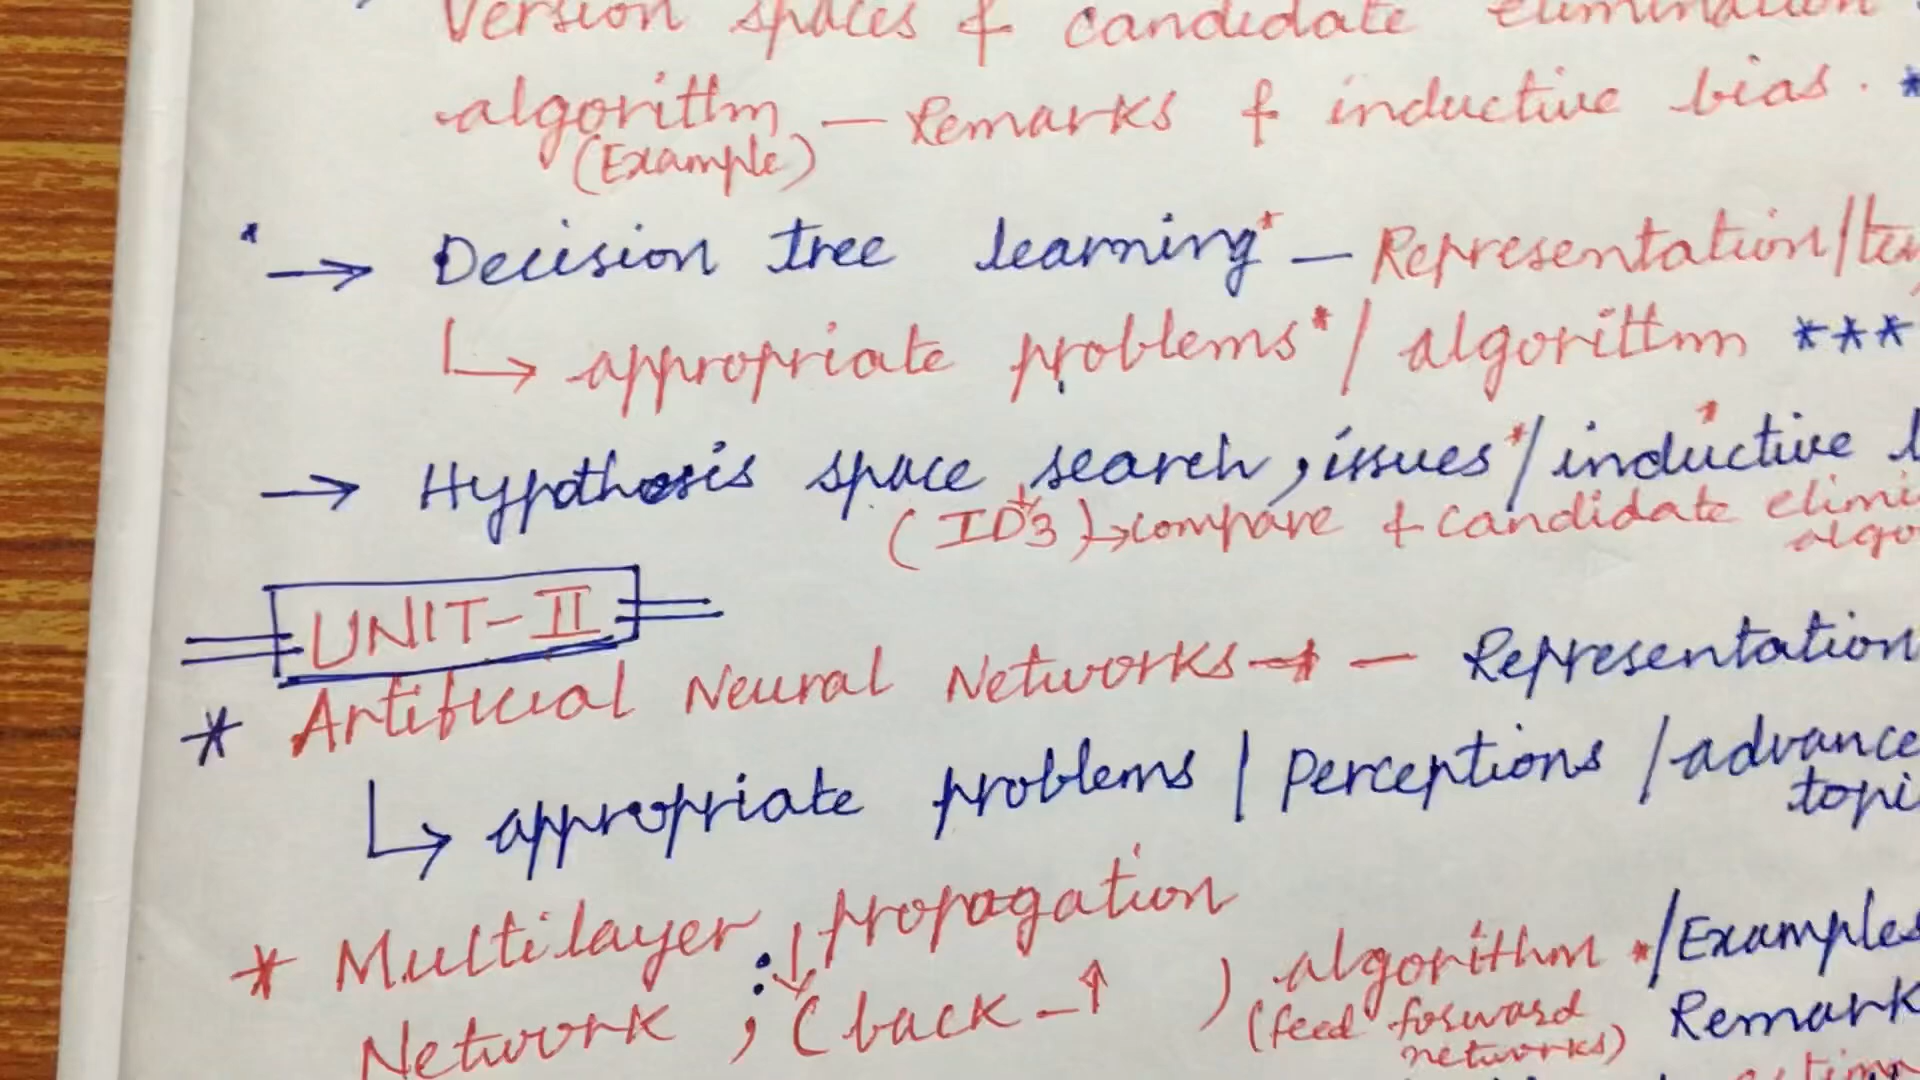 Version spaces & candidate elimination
algorithm — Remarks & inductive bias. *
(Example)
* → Decision tree learning* — Representation/
↳ appropriate problems* / algorithm ***
→ Hypothesis space search, issues* / inductive
(ID3) → compare & candidate
UNIT-II
* Artificial Neural Networks → — Representation
↳ appropriate problems / Perceptions / advance
* Multilayer propagation
Network, (back - ↑ ) algorithm * / Examples
(feed forward networks) Remark